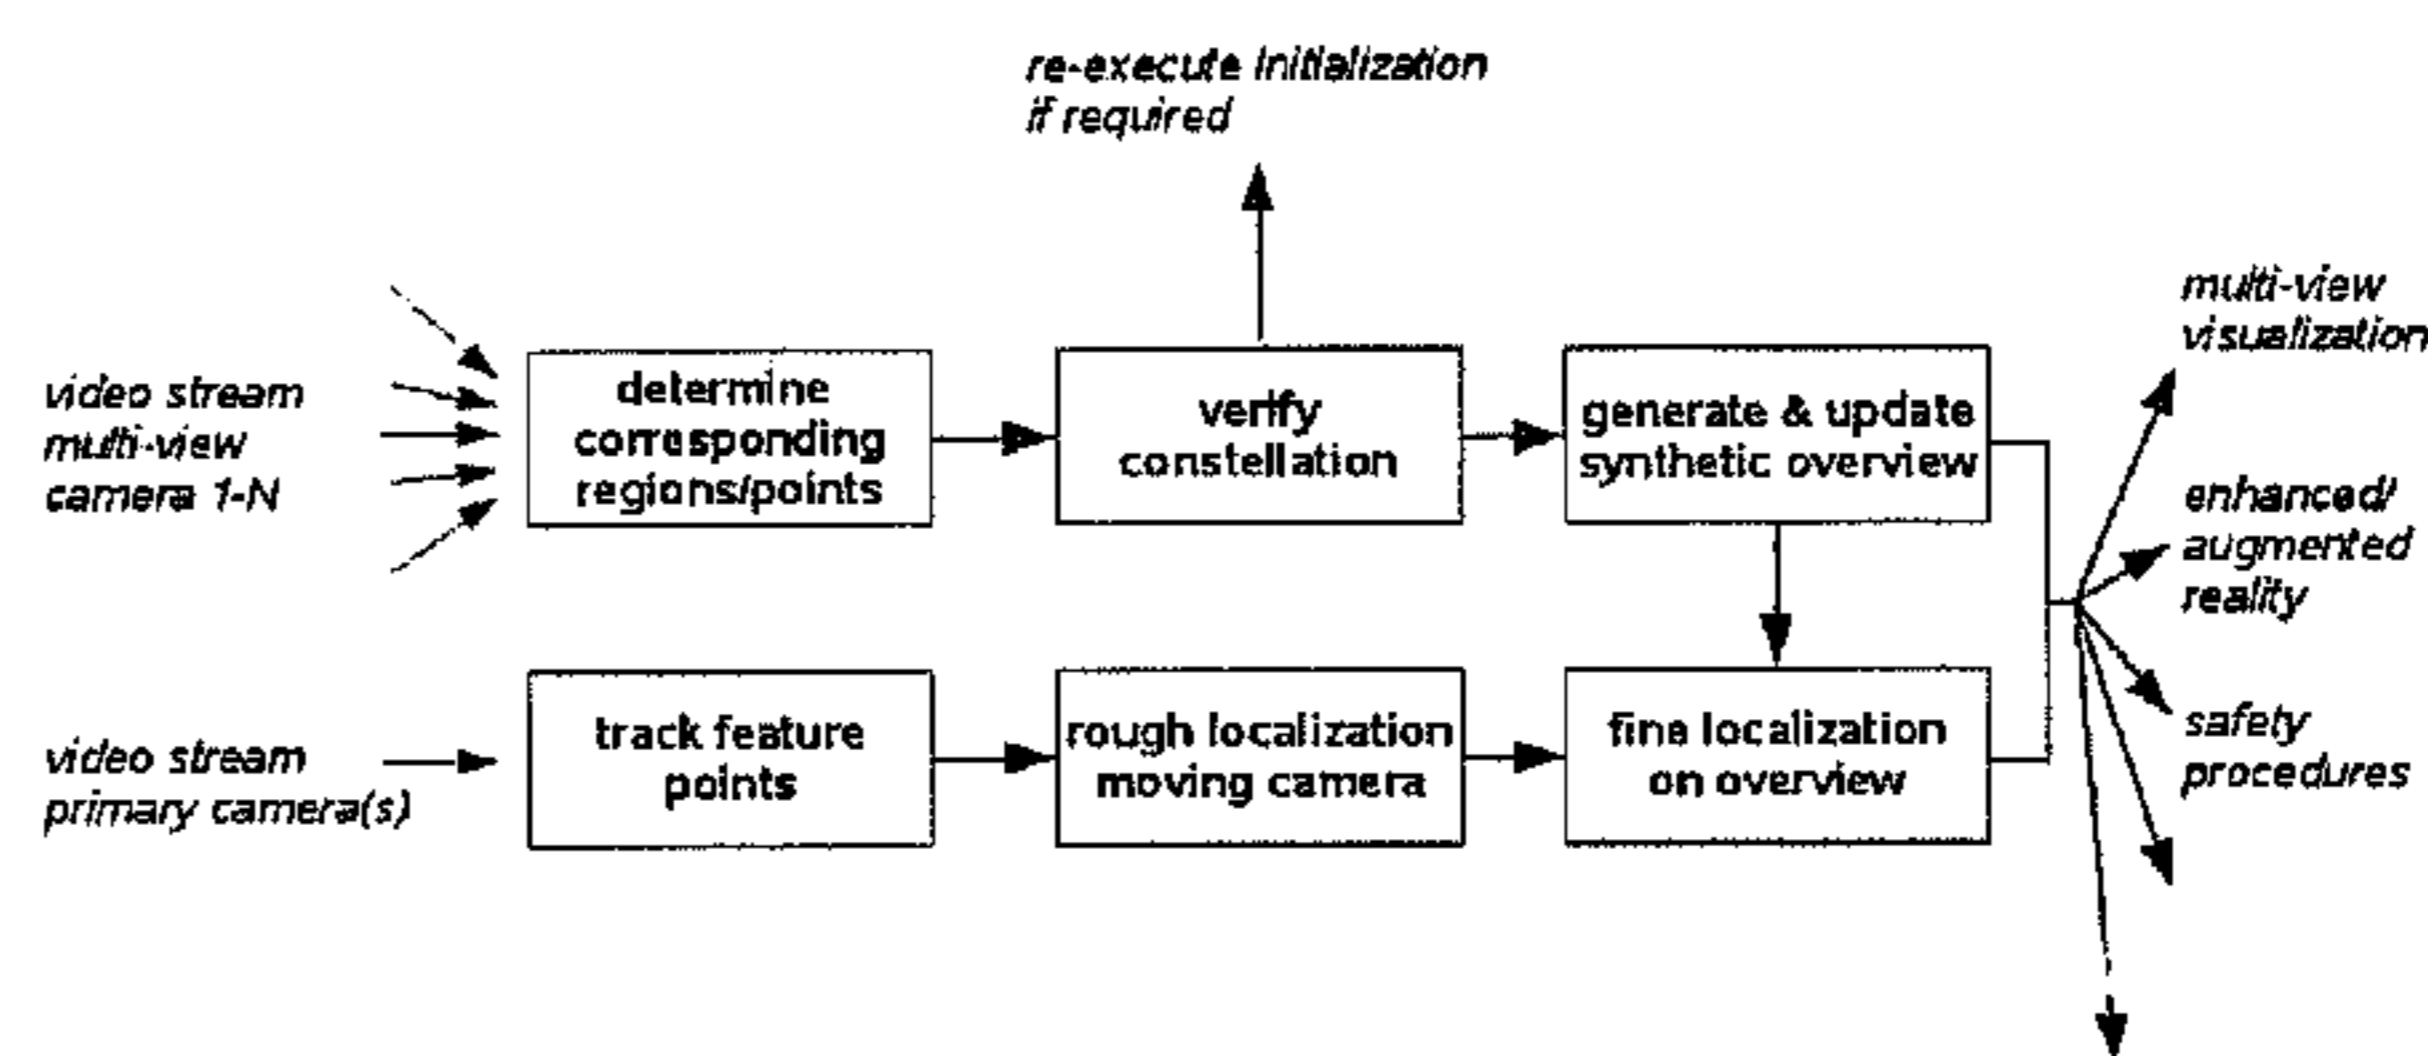 re-execute initialization
if required
video stream
multi-view
camera 1-N
determine
corresponding
regions/points
verify
constellation
generate & update
synthetic overview
multi-view
visualization
enhanced/
augmented
reality
safety
procedures
video stream
primary camera(s)
track feature
points
rough localization
moving camera
fine localization
on overview